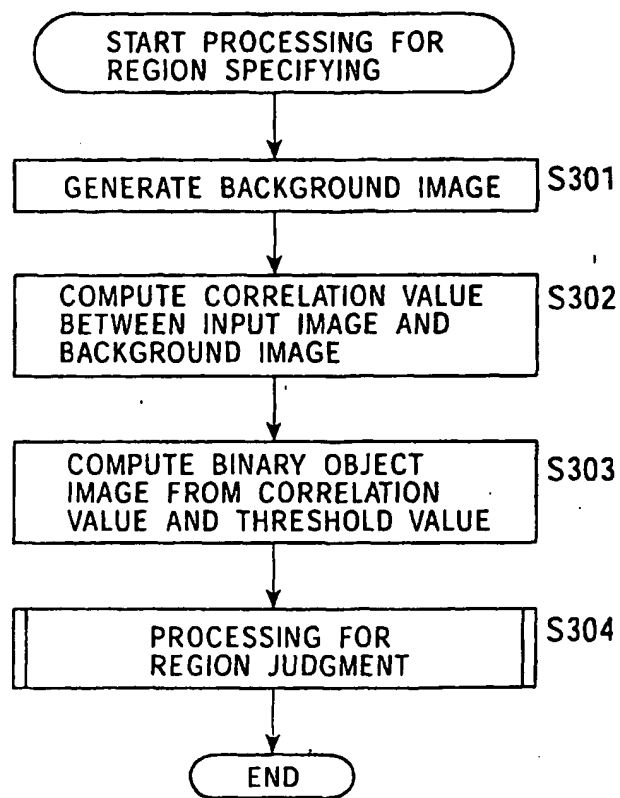 START PROCESSING FOR
REGION SPECIFYING
GENERATE BACKGROUND IMAGE
S301
COMPUTE CORRELATION VALUE
BETWEEN INPUT IMAGE AND
BACKGROUND IMAGE
S302
COMPUTE BINARY OBJECT
IMAGE FROM CORRELATION
VALUE AND THRESHOLD VALUE
S303
PROCESSING FOR
REGION JUDGMENT
S304
END